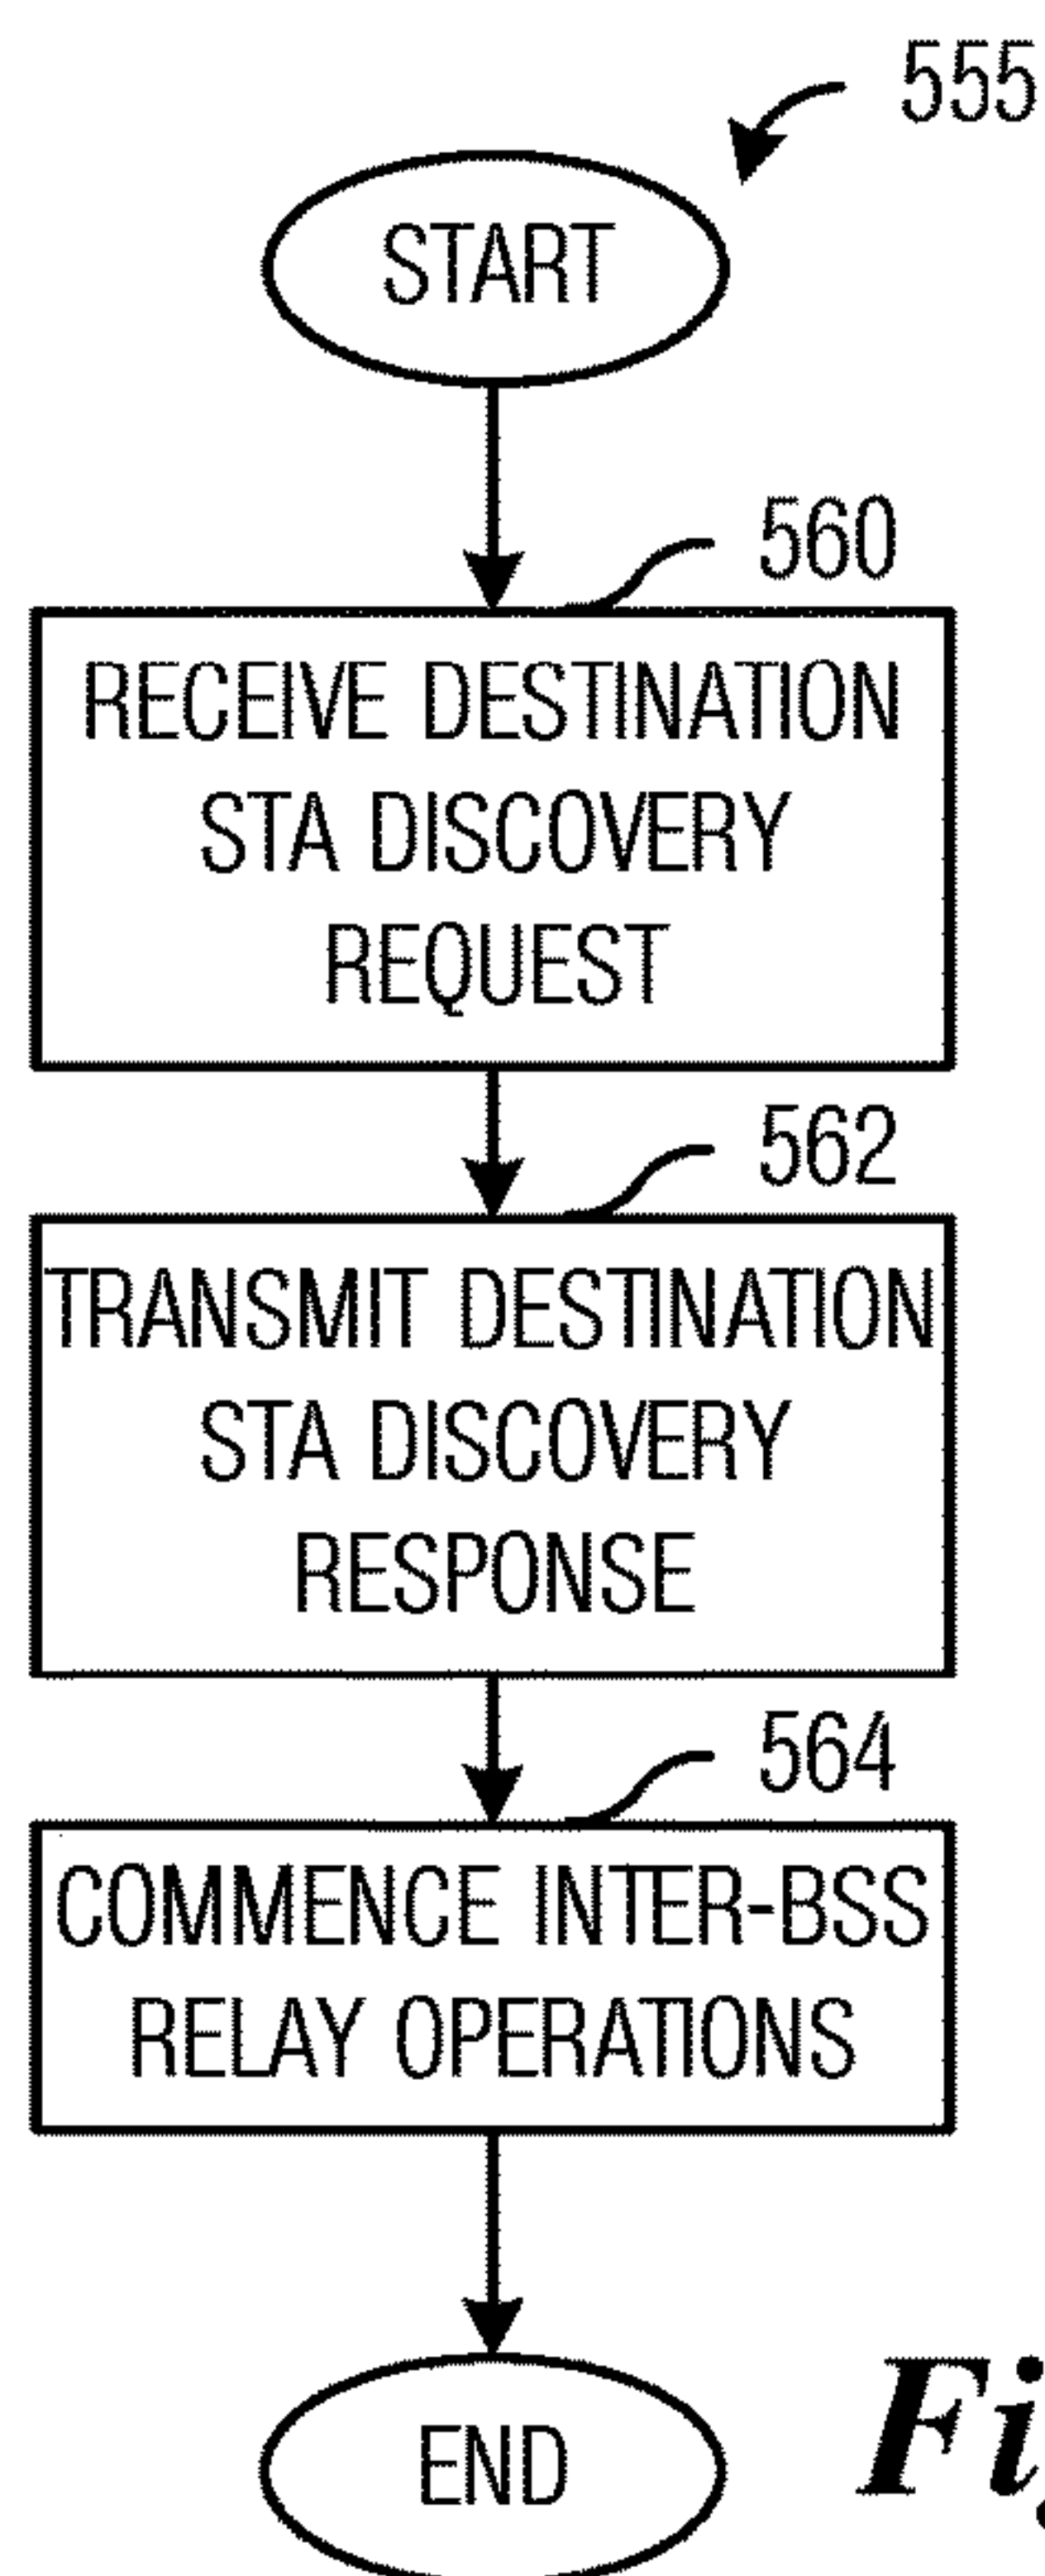 555
START
560
RECEIVE DESTINATION
STA DISCOVERY
REQUEST
562
TRANSMIT DESTINATION
STA DISCOVERY
RESPONSE
564
COMMENCE INTER-BSS
RELAY OPERATIONS
END